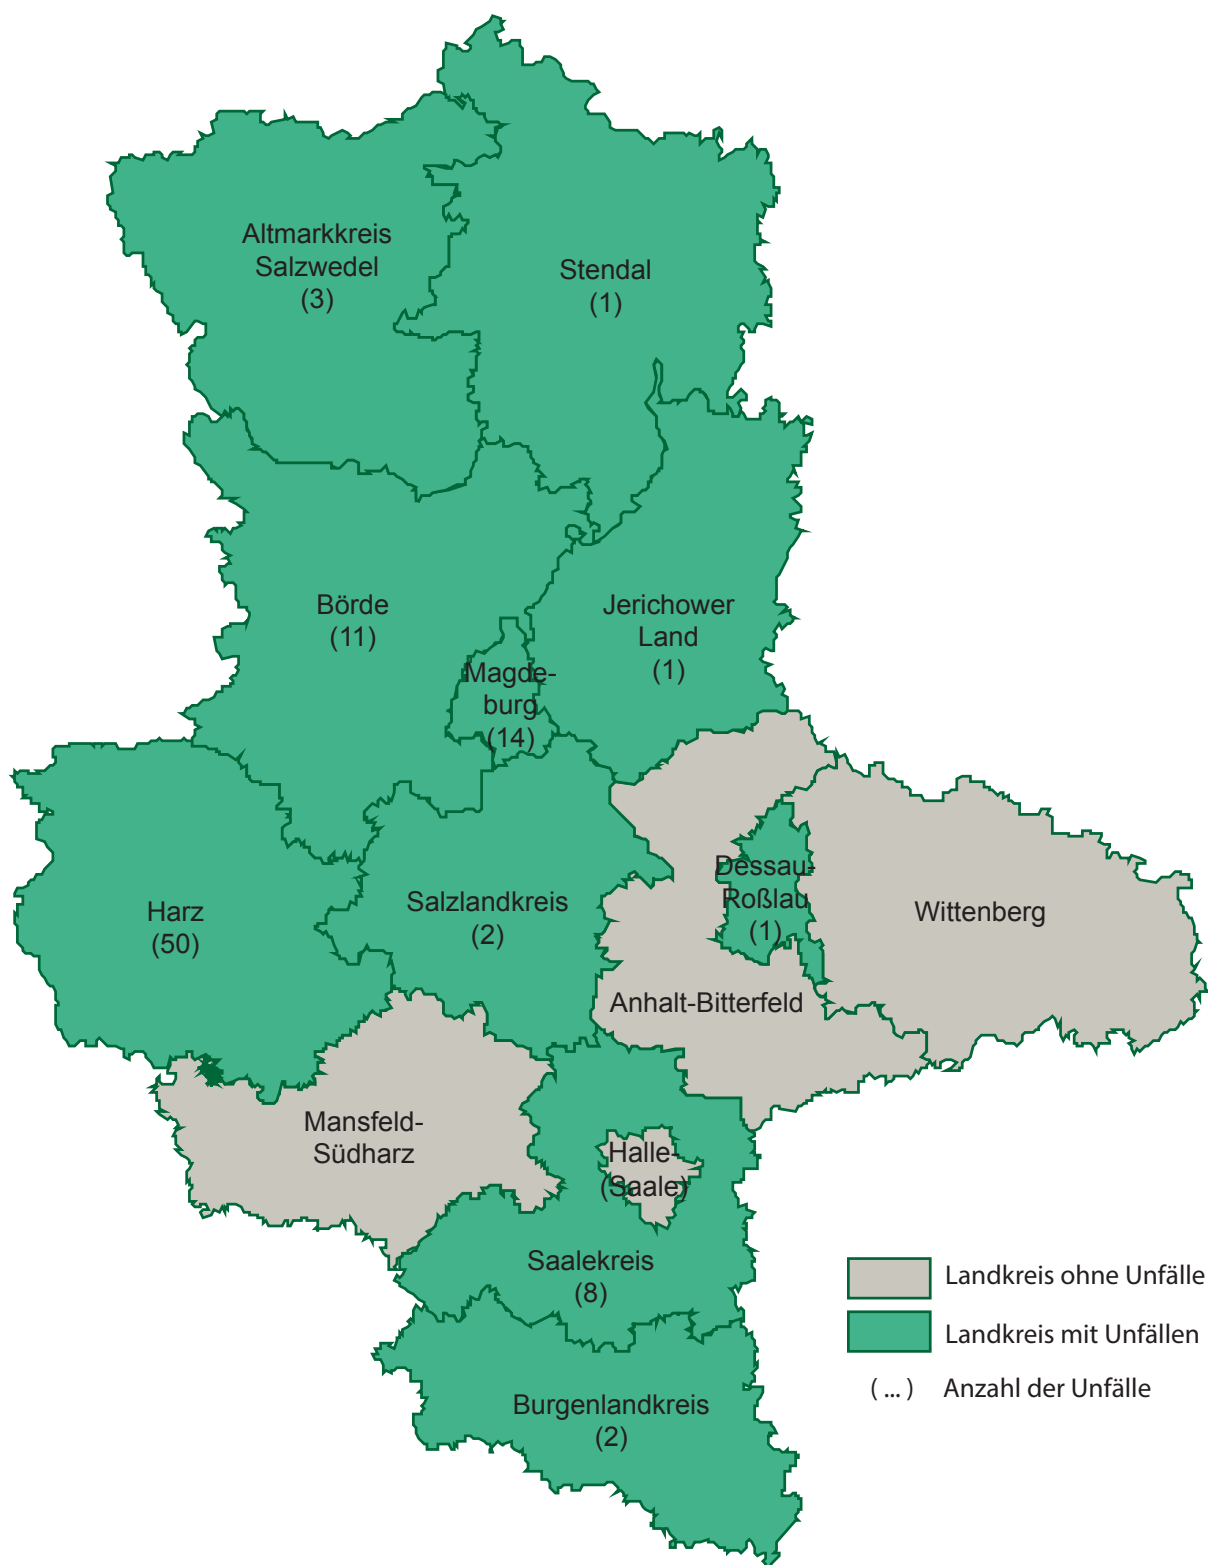 Altmarkkreis
Salzwedel
(3)
Stendal
(1)
Börde
(11)
Jerichower
Land
(1)
Magde-
burg
(14)
Harz
(50)
Salzlandkreis
(2)
Dessau-
Roßlau
(1)
Wittenberg
Anhalt-Bitterfeld
Mansfeld-
Südharz
Halle-
(Saale)
Saalekreis
(8)
Burgenlandkreis
(2)
Landkreis ohne Unfälle
Landkreis mit Unfällen
( ... ) Anzahl der Unfälle